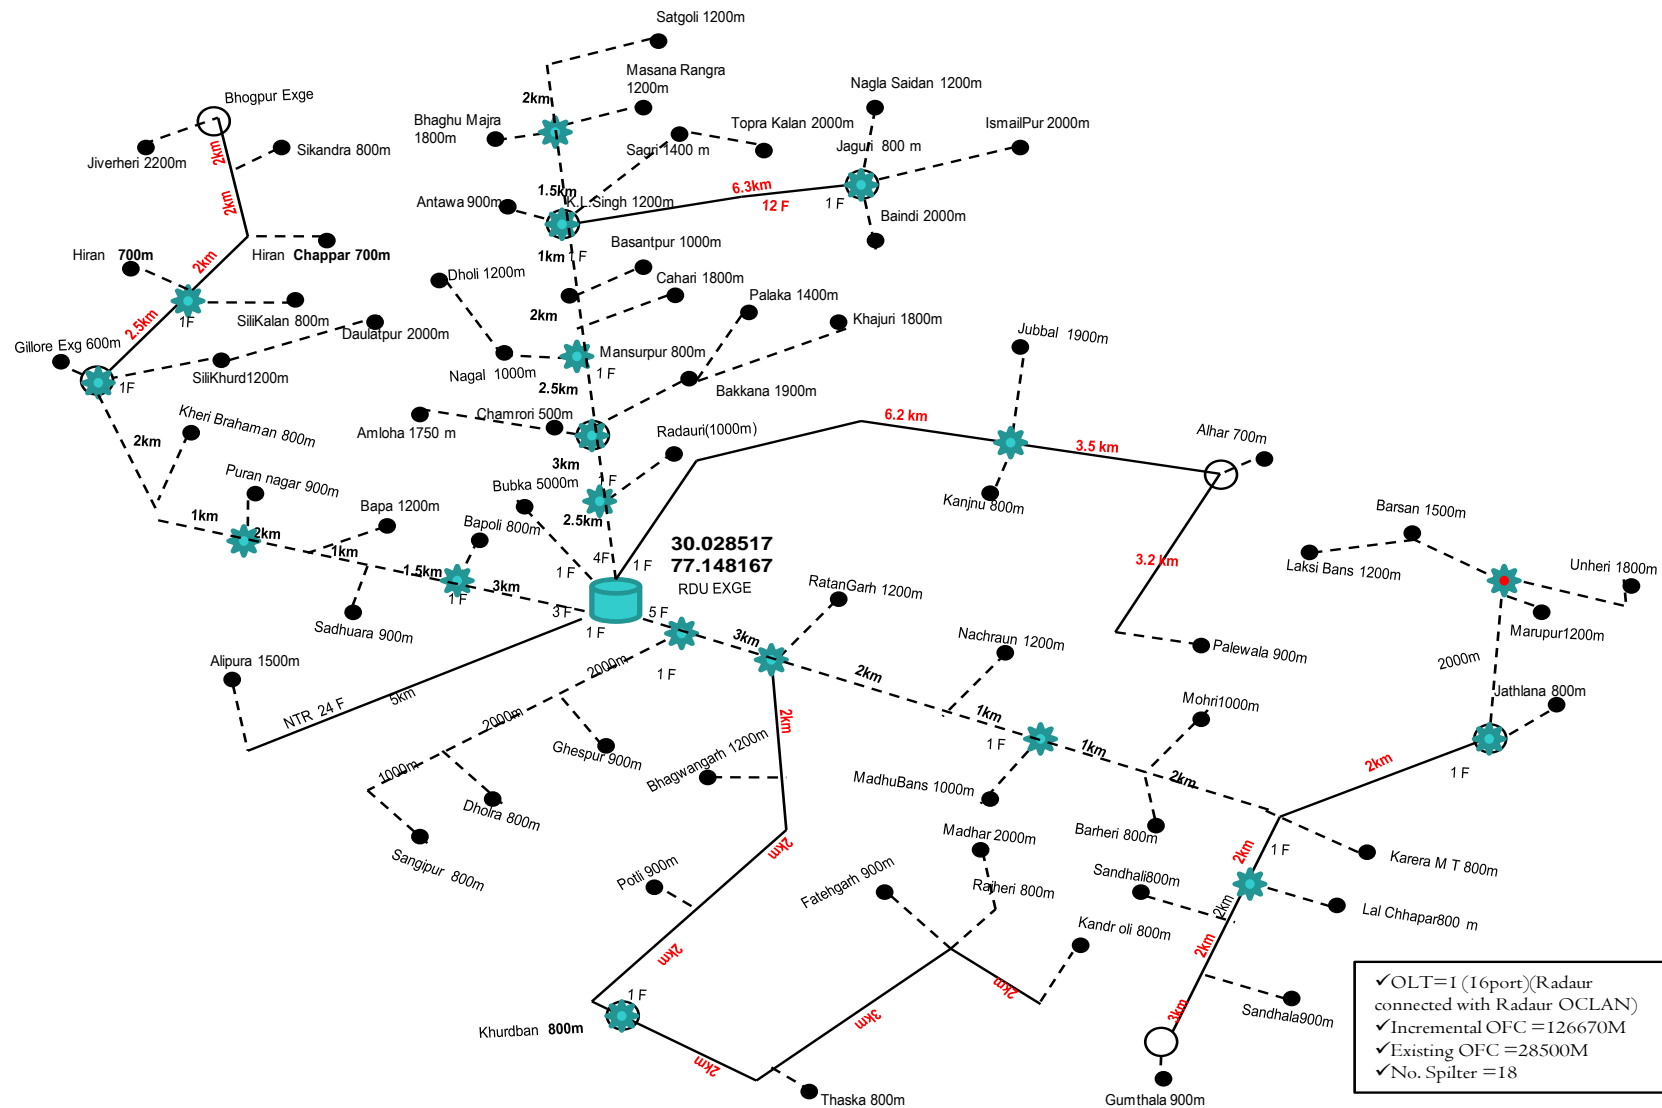 Satgoli 1200m
Masana Rangra
1200m
2km
Bhaghu Majra
1800m
Topra Kalan 2000m
Sagri 1400 m
Nagla Saidan 1200m
IsmailPur 2000m
Jaguri 800 m
Bhogpur Exge
Jiverheri 2200m
2km
Sikandra 800m
2km
1.5km
Antawa 900m
K.L.Singh 1200m
6.3km
12 F
1 F
Baindi 2000m
Hiran 700m
Hiran Chappar 700m
2km
1km
1 F
Basantpur 1000m
Dholi 1200m
Cahari 1800m
Palaka 1400m
2km
Khajuri 1800m
1F
SiliKalan 800m
2.5km
Daulatpur 2000m
Gillore Exg 600m
1F
SiliKhurd1200m
Nagal 1000m
Mansurpur 800m
1 F
2.5km
Bakkana 1900m
Jubbal 1900m
Kheri Brahaman 800m
2km
Amloha 1750 m
Chamrori 500m
Radauri(1000m)
6.2 km
3.5 km
Alhar 700m
3km
1 F
Puran nagar 900m
Bapa 1200m
Bubka 5000m
Bapoli 800m
2.5km
Kanjnu 800m
Barsan 1500m
1km
2km
1km
1.5km
1 F
3km
4F
1 F
1 F
30.028517
77.148167
RDU EXGE
3.2 km
Laksi Bans 1200m
Unheri 1800m
Marupur1200m
Sadhuara 900m
3 F
1 F
5 F
3km
RatanGarh 1200m
Nachraun 1200m
Palewala 900m
2000m
Alipura 1500m
NTR 24 F
5km
2000m
1 F
2km
2km
1km
1 F
1km
Mohri1000m
2km
Jathlana 800m
1 F
2km
2000m
1000m
Ghespur 900m
Dholra 800m
Sangipur 800m
Bhagwangarh 1200m
MadhuBans 1000m
Barheri 800m
2km
Potli 900m
Madhar 2000m
Fatehgarh 900m
Rajheri 800m
Kandr oli 800m
Sandhali800m
2km
1 F
Karera M T 800m
Lal Chhapar800 m
2km
2km
2km
1 F
Khurdban 800m
2km
3km
2km
Thaska 800m
Sandhala900m
3km
Gumthala 900m
✓OLT=1 (16port)(Radaur
connected with Radaur OCLAN)
✓Incremental OFC =126670M
✓Existing OFC =28500M
✓No. Spilter =18